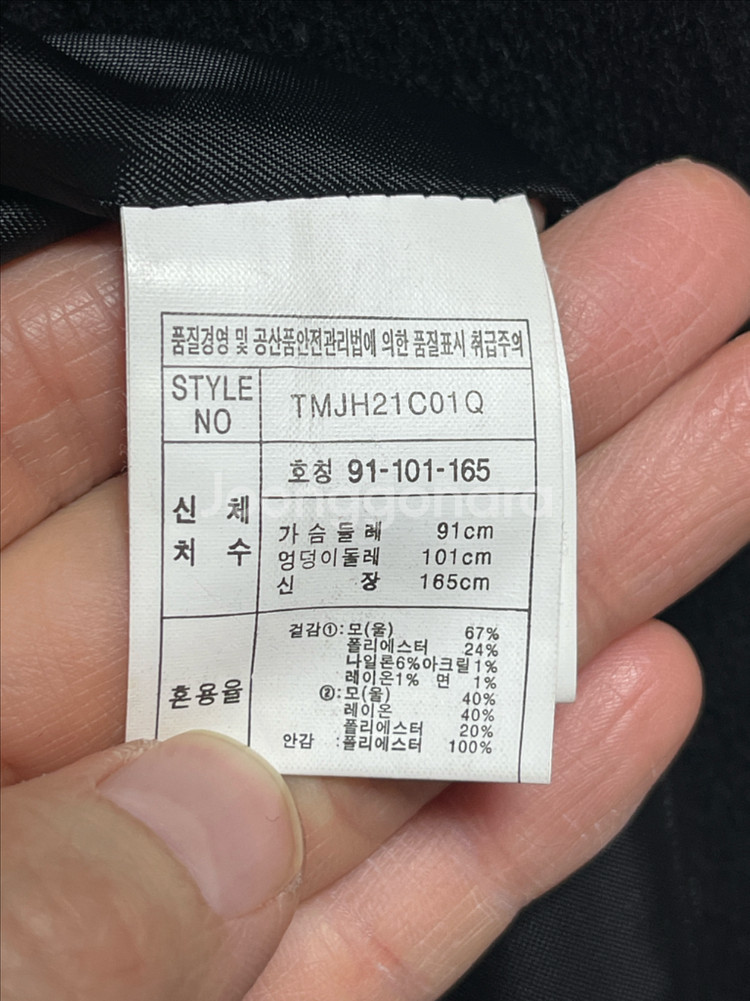 품질경영 및 공산품안전관리법에 의한 품질표시 취급주의
STYLE NO TMJH21C01Q
호칭 91-101-165
신 체 치 수
가슴둘레 91cm
엉덩이둘레 101cm
신 장 165cm
혼용율
겉감①:모(울) 67%
폴리에스터 24%
나일론6%아크릴1%
레이온1% 면 1%
②:모(울) 40%
레이온 40%
폴리에스터 20%
안감 :폴리에스터 100%
Joonggonara